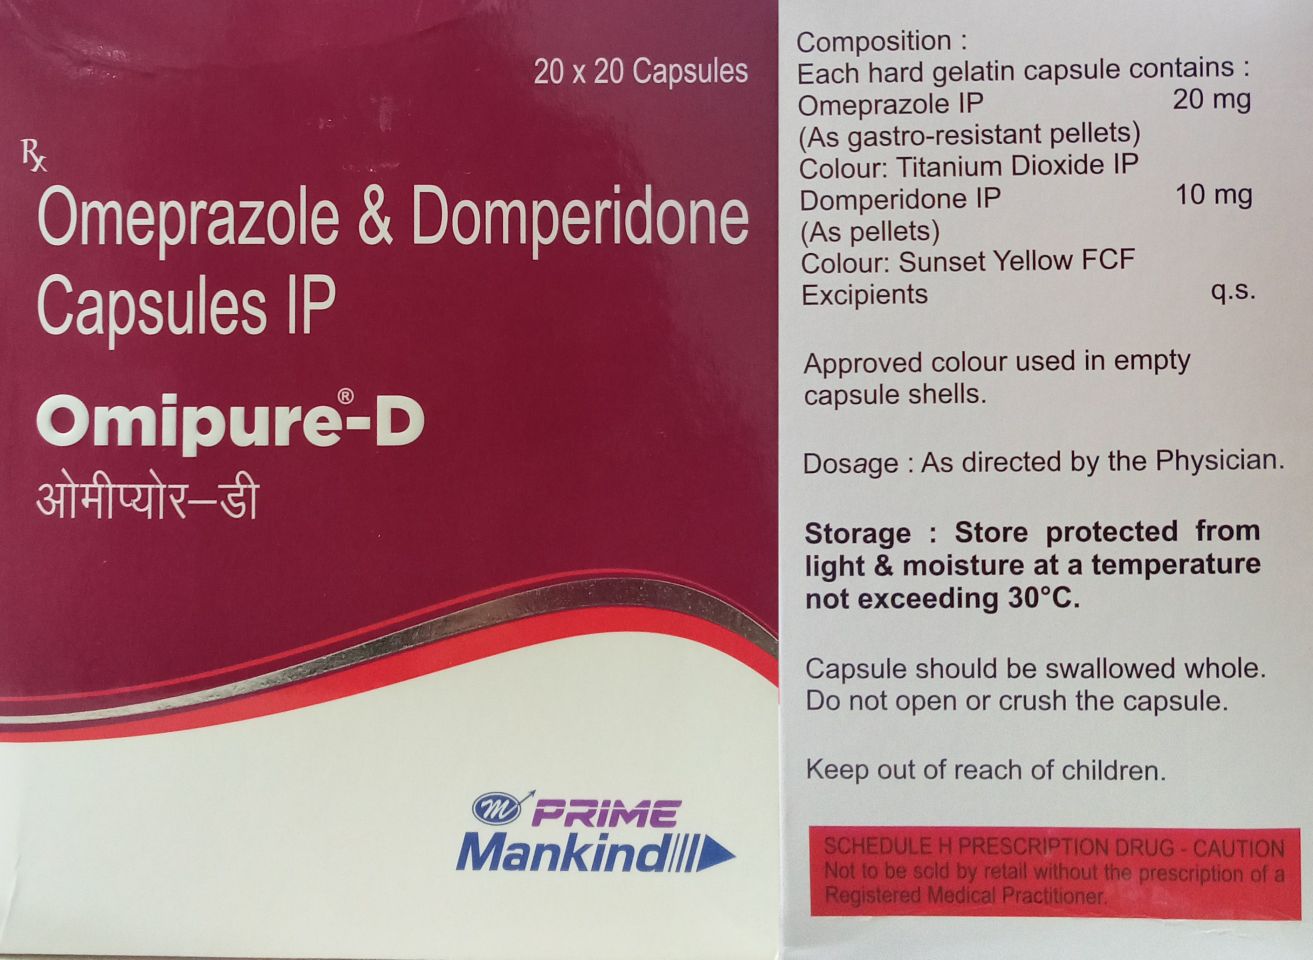 20 x 20 Capsules
Rx
Omeprazole & Domperidone
Capsules IP
Omipure®-D
ओमीप्योर–डी
m PRIME
Mankind
Composition :
Each hard gelatin capsule contains :
Omeprazole IP 20 mg
(As gastro-resistant pellets)
Colour: Titanium Dioxide IP
Domperidone IP 10 mg
(As pellets)
Colour: Sunset Yellow FCF
Excipients q.s.
Approved colour used in empty
capsule shells.
Dosage : As directed by the Physician.
Storage : Store protected from
light & moisture at a temperature
not exceeding 30°C.
Capsule should be swallowed whole.
Do not open or crush the capsule.
Keep out of reach of children.
SCHEDULE H PRESCRIPTION DRUG - CAUTION
Not to be sold by retail without the prescription of a
Registered Medical Practitioner.